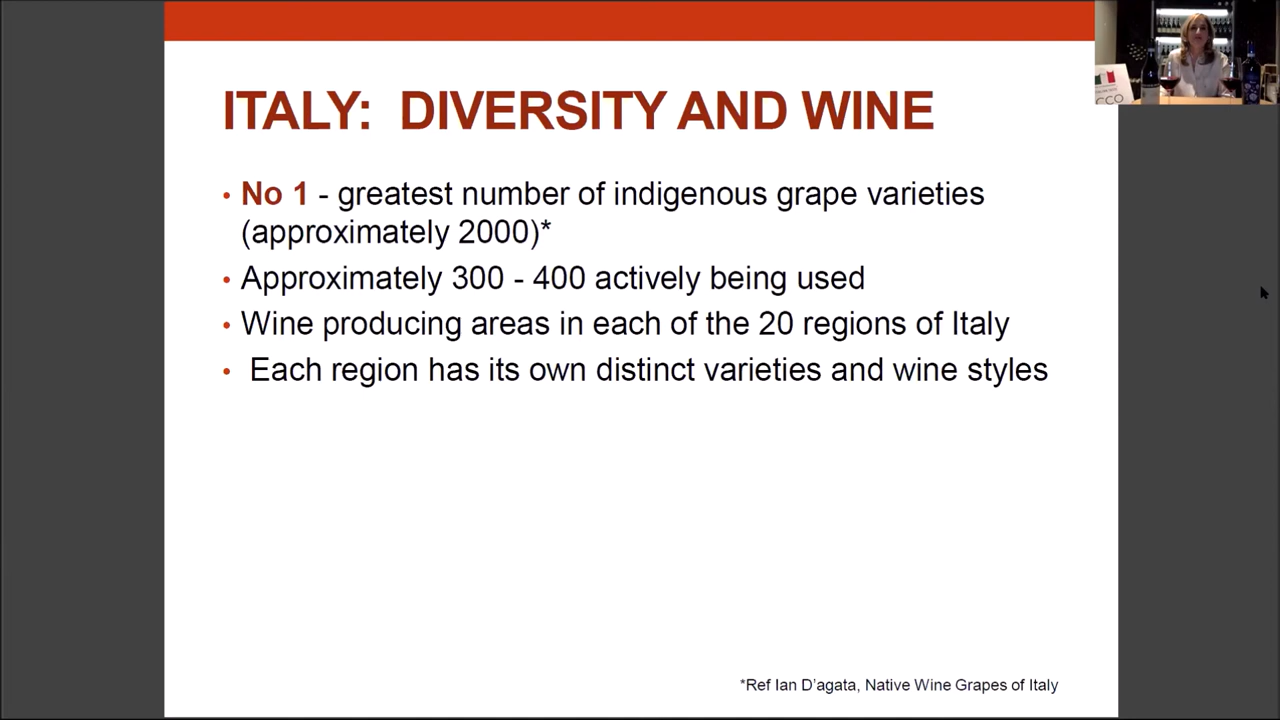 ITALY: DIVERSITY AND WINE
• No 1 - greatest number of indigenous grape varieties
(approximately 2000)*
• Approximately 300 - 400 actively being used
• Wine producing areas in each of the 20 regions of Italy
• Each region has its own distinct varieties and wine styles
*Ref Ian D’agata, Native Wine Grapes of Italy